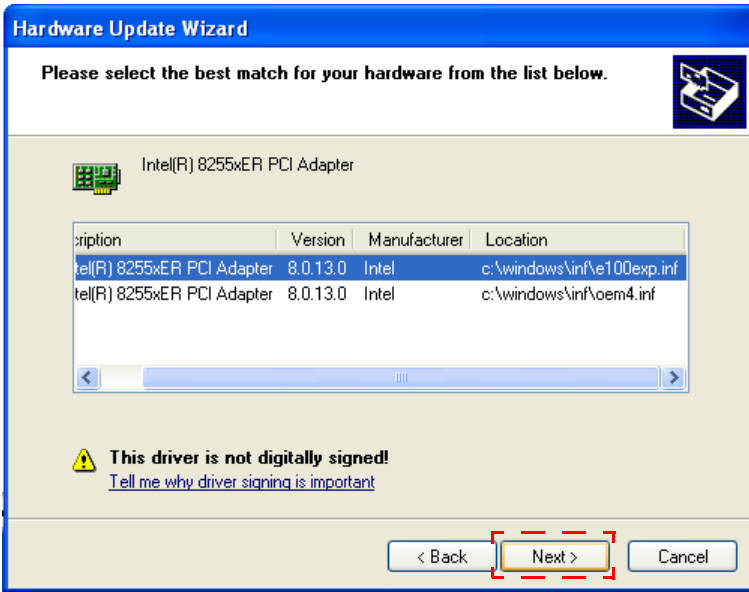 Hardware Update Wizard
Please select the best match for your hardware from the list below.
Intel(R) 8255xER PCI Adapter
cription Version Manufacturer Location
tel(R) 8255xER PCI Adapter 8.0.13.0 Intel c:\windows\inf\e100exp.inf
tel(R) 8255xER PCI Adapter 8.0.13.0 Intel c:\windows\inf\oem4.inf
This driver is not digitally signed!
Tell me why driver signing is important
< Back Next > Cancel